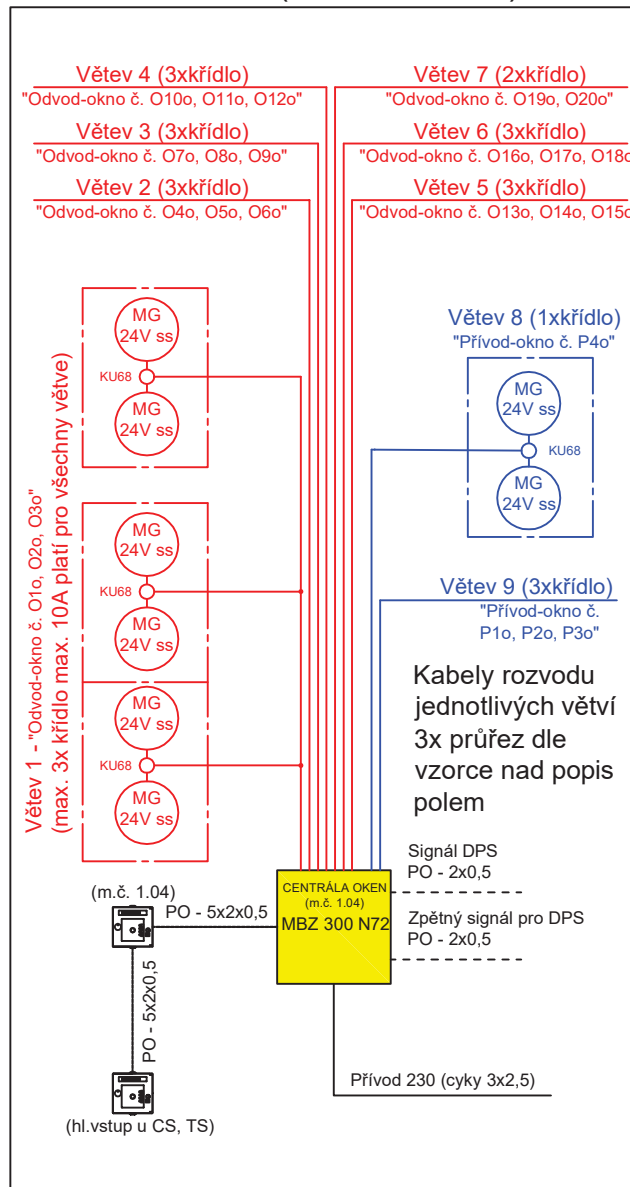 Větev 4 (3xkřídlo)
"Odvod-okno č. O10o, O11o, O12o"
Větev 3 (3xkřídlo)
"Odvod-okno č. O7o, O8o, O9o"
Větev 2 (3xkřídlo)
"Odvod-okno č. O4o, O5o, O6o"
Větev 7 (2xkřídlo)
"Odvod-okno č. O19o, O20o"
Větev 6 (3xkřídlo)
"Odvod-okno č. O16o, O17o, O18o
Větev 5 (3xkřídlo)
"Odvod-okno č. O13o, O14o, O15o
Větev 1 - "Odvod-okno č. O1o, O2o, O3o"
(max. 3x křídlo max. 10A platí pro všechny větve)
MG
24V ss
KU68
MG
24V ss
MG
24V ss
KU68
MG
24V ss
MG
24V ss
KU68
MG
24V ss
Větev 8 (1xkřídlo)
"Přívod-okno č. P4o"
MG
24V ss
KU68
MG
24V ss
Větev 9 (3xkřídlo)
"Přívod-okno č.
P1o, P2o, P3o"
Kabely rozvodu
jednotlivých větví
3x průřez dle
vzorce nad popis
polem
CENTRÁLA OKEN
(m.č. 1.04)
MBZ 300 N72
Signál DPS
PO - 2x0,5
Zpětný signál pro DPS
PO - 2x0,5
(m.č. 1.04)
PO - 5x2x0,5
PO - 5x2x0,5
(hl.vstup u CS, TS)
Přívod 230 (cyky 3x2,5)